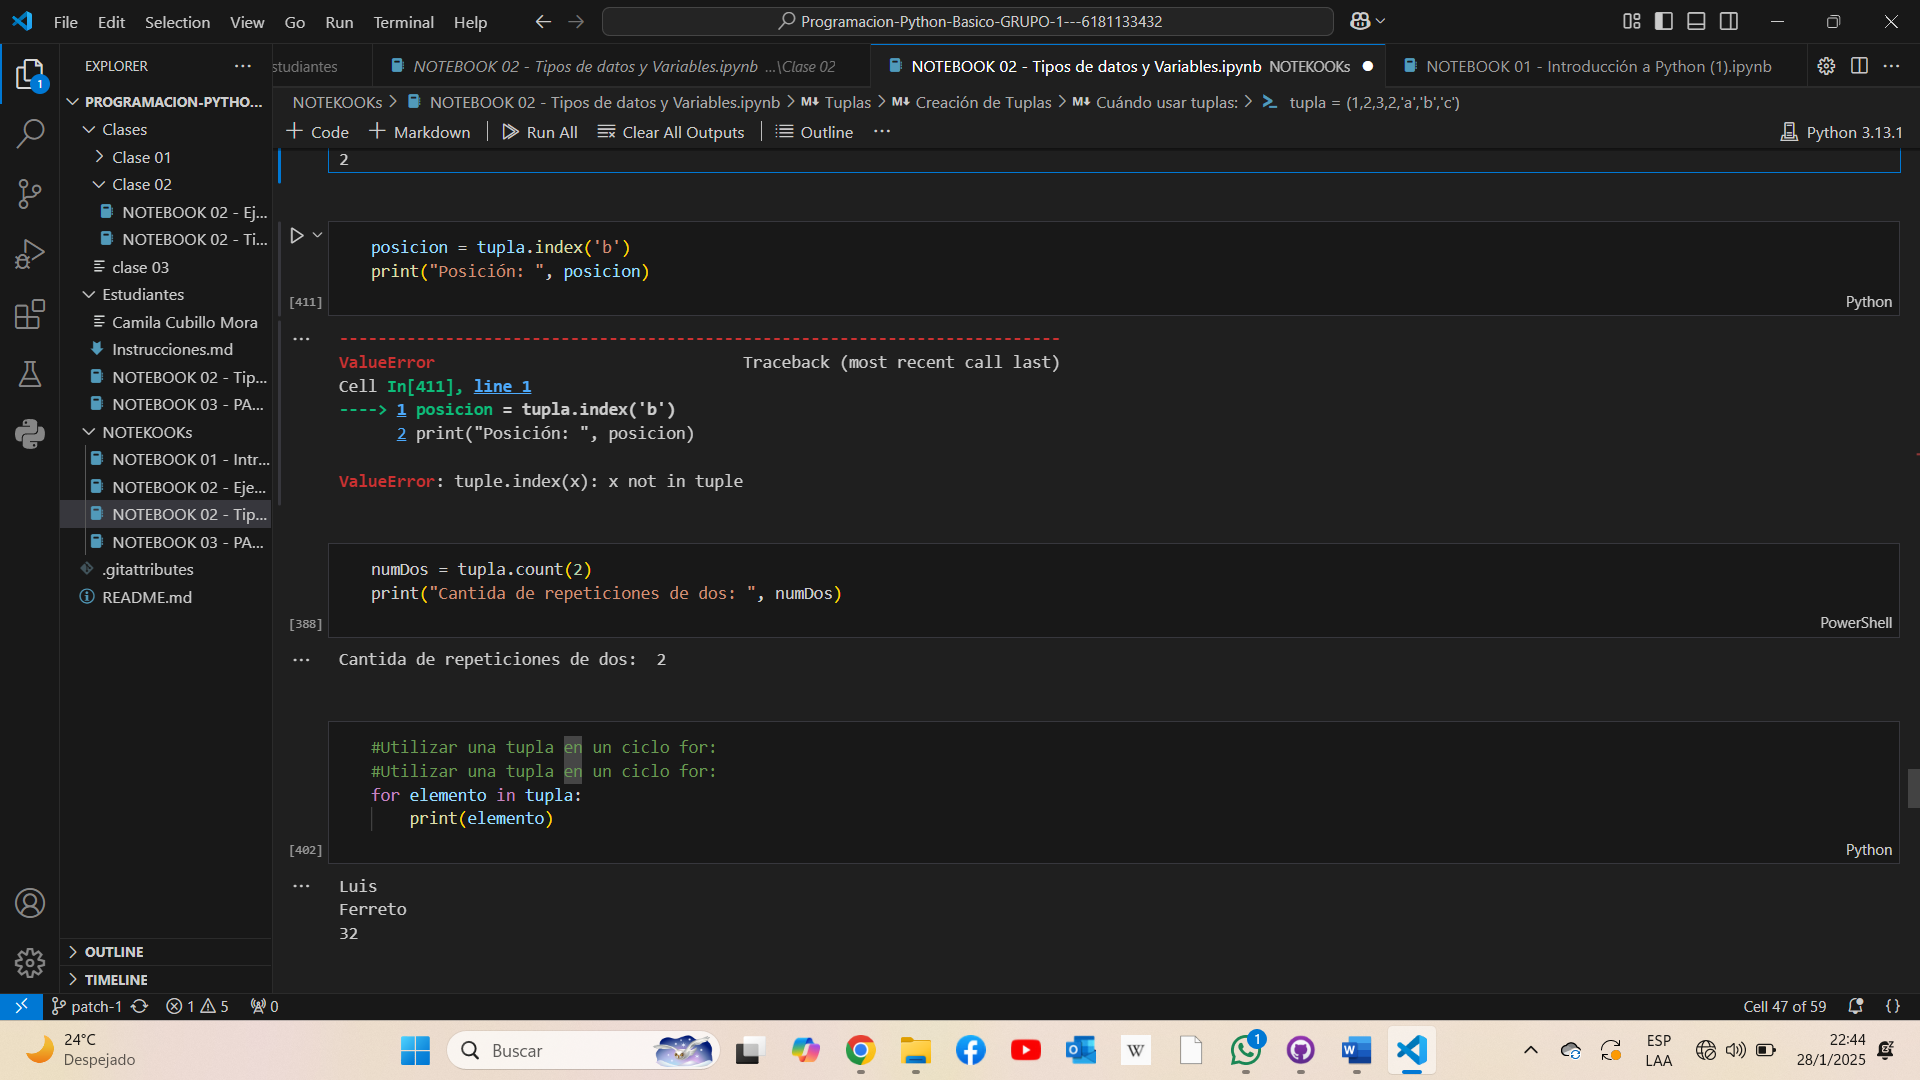 File Edit Selection View Go Run Terminal Help
Programacion-Python-Basico-GRUPO-1---6181133432
EXPLORER
studiantes
NOTEBOOK 02 - Tipos de datos y Variables.ipynb ...\Clase 02
NOTEBOOK 02 - Tipos de datos y Variables.ipynb NOTEKOOKs
NOTEBOOK 01 - Introducción a Python (1).ipynb
NOTEKOOKs > NOTEBOOK 02 - Tipos de datos y Variables.ipynb > M↓ Tuplas > M↓ Creación de Tuplas > M↓ Cuándo usar tuplas: > tupla = (1,2,3,2,'a','b','c')
+ Code + Markdown Run All Clear All Outputs Outline ...
Python 3.13.1
PROGRAMACION-PYTHO...
Clases
Clase 01
Clase 02
NOTEBOOK 02 - Ej...
NOTEBOOK 02 - Ti...
clase 03
Estudiantes
Camila Cubillo Mora
Instrucciones.md
NOTEBOOK 02 - Tip...
NOTEBOOK 03 - PA...
NOTEKOOKs
NOTEBOOK 01 - Intr...
NOTEBOOK 02 - Eje...
NOTEBOOK 02 - Tip...
NOTEBOOK 03 - PA...
.gitattributes
README.md
OUTLINE
TIMELINE
2
posicion = tupla.index('b')
print("Posición: ", posicion)
[411]
Python
---------------------------------------------------------------------------
ValueError Traceback (most recent call last)
Cell In[411], line 1
----> 1 posicion = tupla.index('b')
2 print("Posición: ", posicion)
ValueError: tuple.index(x): x not in tuple
numDos = tupla.count(2)
print("Cantida de repeticiones de dos: ", numDos)
[388]
PowerShell
Cantida de repeticiones de dos:  2
#Utilizar una tupla en un ciclo for:
#Utilizar una tupla en un ciclo for:
for elemento in tupla:
print(elemento)
[402]
Python
Luis
Ferreto
32
patch-1 1 5 0
Cell 47 of 59
24°C
Despejado
Buscar
1
ESP
LAA
22:44
28/1/2025